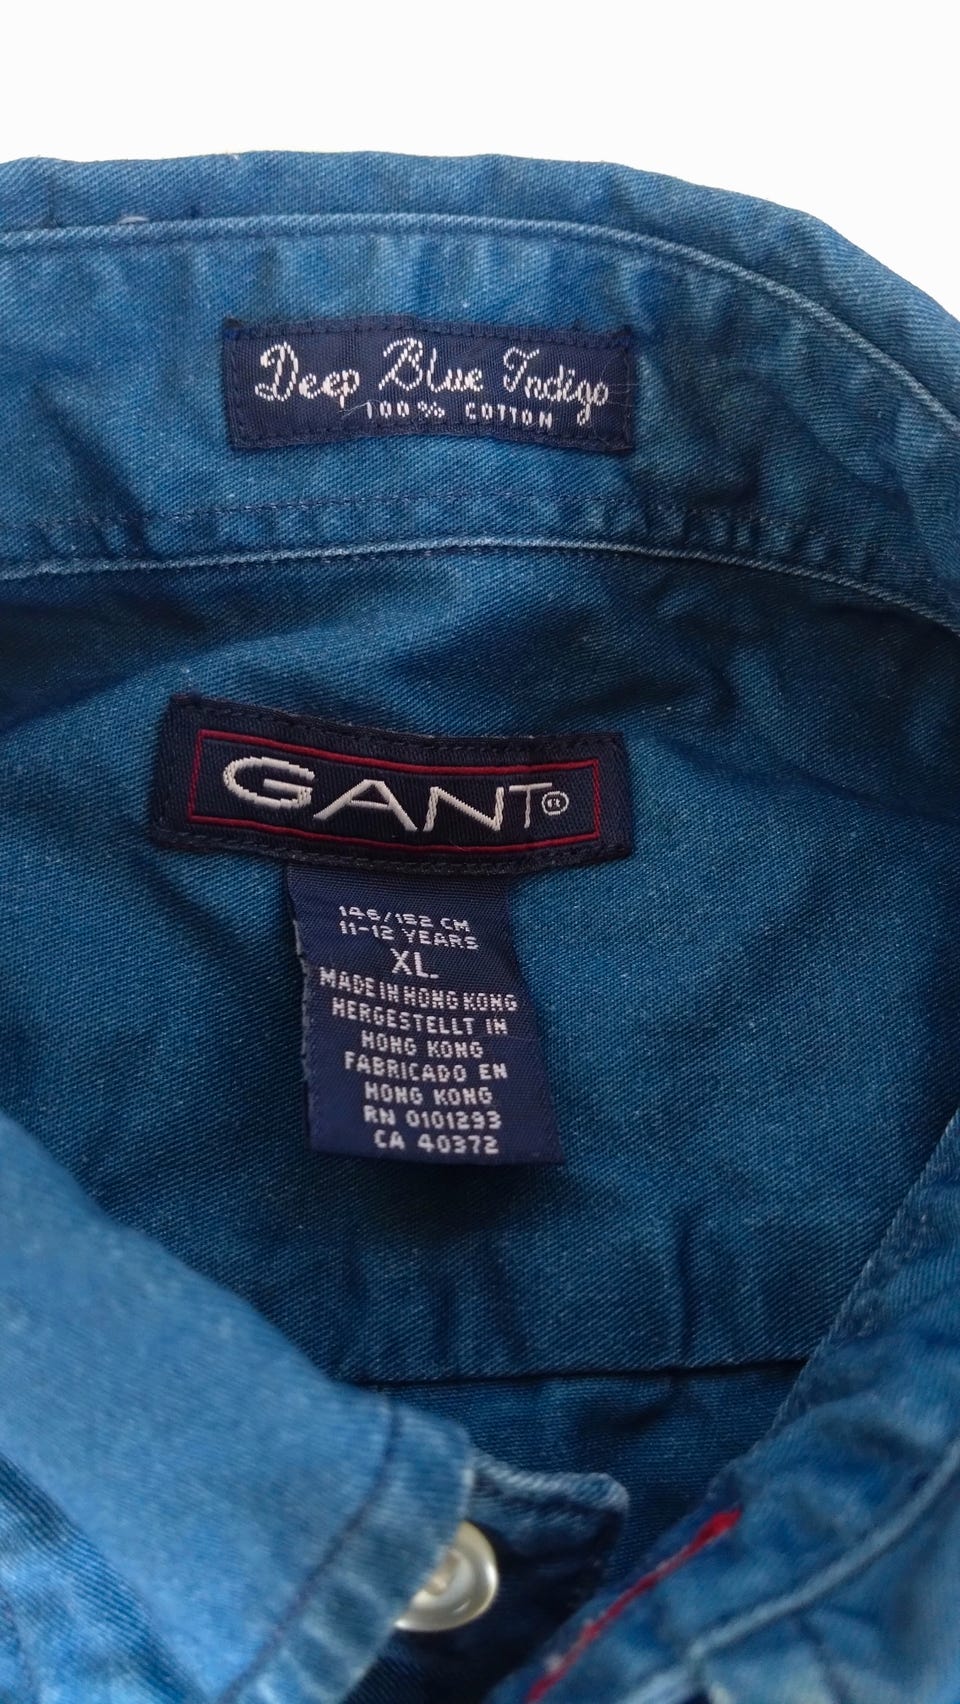 Deep Blue Indigo
100% COTTON
GANT®
146/152 CM
11-12 YEARS
XL
MADE IN HONG KONG
HERGESTELLT IN
HONG KONG
FABRICADO EN
HONG KONG
RN 0101293
CA 40372